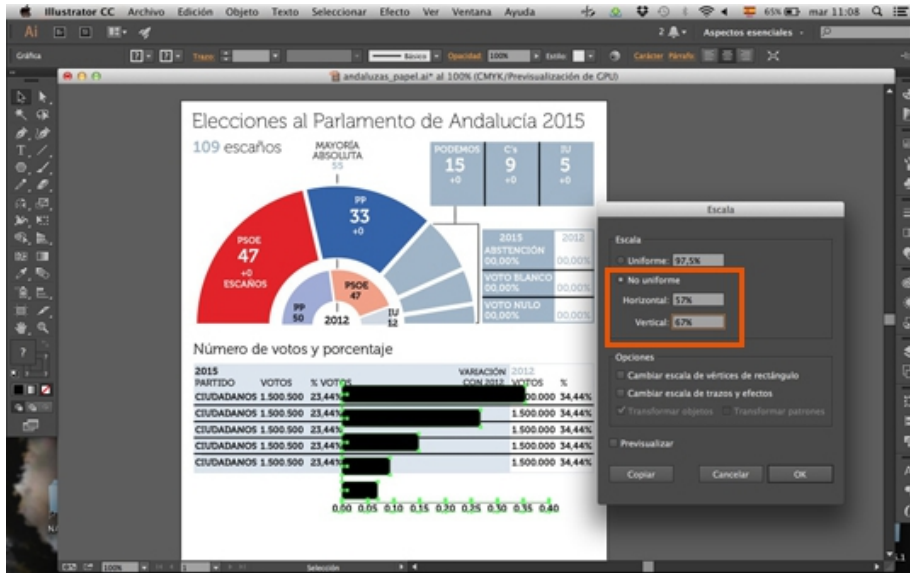 Illustrator CC Archivo Edición Objeto Texto Seleccionar Efecto Ver Ventana Ayuda 65% mar 11:08
Ai 2 Aspectos esenciales
Gráfica Trazo: Básico Opacidad: 100% Estilo: Carácter Párrafo
andaluzas_papel.ai* al 100% (CMYK/Previsualización de GPU)
Elecciones al Parlamento de Andalucía 2015
109 escaños
MAYORÍA
ABSOLUTA
55
PODEMOS C's IU
15 9 5
+0 +0 +0
PP
33
+0
PSOE
47
+0
ESCAÑOS
PP
50
PSOE
47
IU
12
2012
2015 2012
ABSTENCIÓN
00,00% 00,00%
VOTO BLANCO
00,00% 00,00%
VOTO NULO
00,00% 00,00%
Número de votos y porcentaje
2015 VARIACIÓN 2012
PARTIDO VOTOS % VOTOS CON 2012 VOTOS %
CIUDADANOS 1.500.500 23,44% 00.000 34,44%
CIUDADANOS 1.500.500 23,44% 1.500.000 34,44%
CIUDADANOS 1.500.500 23,44% 1.500.000 34,44%
CIUDADANOS 1.500.500 23,44% 1.500.000 34,44%
CIUDADANOS 1.500.500 23,44% 1.500.000 34,44%
0,00 0,05 0,10 0,15 0,20 0,25 0,30 0,35 0,40
Escala
Escala
Uniforme: 97,5%
No uniforme
Horizontal: 57%
Vertical: 67%
Opciones
Cambiar escala de vértices de rectángulo
Cambiar escala de trazos y efectos
Transformar objetos Transformar patrones
Previsualizar
Copiar Cancelar OK
100% 1 Selección